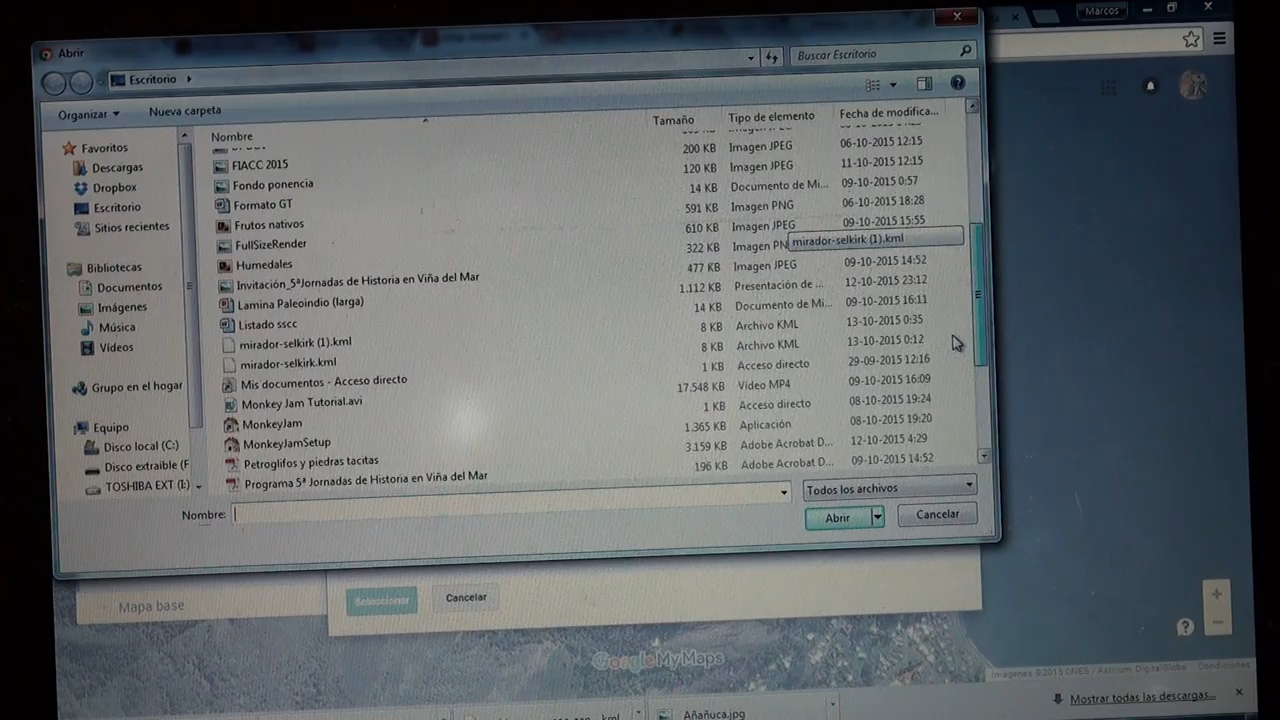 Marcos
Abrir
Escritorio
Buscar Escritorio
Organizar
Nueva carpeta
Nombre
Tamaño
Tipo de elemento
Fecha de modifica...
Favoritos
Descargas
Dropbox
Escritorio
Sitios recientes
Bibliotecas
Documentos
Imágenes
Música
Vídeos
Grupo en el hogar
Equipo
Disco local (C:)
Disco extraíble (F
TOSHIBA EXT (I:)
FIACC 2015
Fondo ponencia
Formato GT
Frutos nativos
FullSizeRender
Humedales
Invitación_5ªJornadas de Historia en Viña del Mar
Lamina Paleoindio (larga)
Listado sscc
mirador-selkirk (1).kml
mirador-selkirk.kml
Mis documentos - Acceso directo
Monkey Jam Tutorial.avi
MonkeyJam
MonkeyJamSetup
Petroglifos y piedras tacitas
Programa 5ª Jornadas de Historia en Viña del Mar
200 KB Imagen JPEG 06-10-2015 12:15
120 KB Imagen JPEG 11-10-2015 12:15
14 KB Documento de Mi... 09-10-2015 0:57
591 KB Imagen PNG 06-10-2015 18:28
610 KB Imagen JPEG 09-10-2015 15:55
322 KB Imagen PN
mirador-selkirk (1).kml
477 KB Imagen JPEG 09-10-2015 14:52
1.112 KB Presentación de ... 12-10-2015 23:12
14 KB Documento de Mi... 09-10-2015 16:11
8 KB Archivo KML 13-10-2015 0:35
8 KB Archivo KML 13-10-2015 0:12
1 KB Acceso directo 29-09-2015 12:16
17.548 KB Vídeo MP4 09-10-2015 16:09
1 KB Acceso directo 08-10-2015 19:24
1.365 KB Aplicación 08-10-2015 19:20
3.159 KB Adobe Acrobat D... 12-10-2015 4:29
196 KB Adobe Acrobat D... 09-10-2015 14:52
Nombre:
Todos los archivos
Abrir
Cancelar
Seleccionar
Cancelar
Mapa base
Google MyMaps
Imágenes ©2015 CNES / Astrium, DigitalGlobe
Condiciones
Mostrar todas las descargas...
Añañuca.jpg